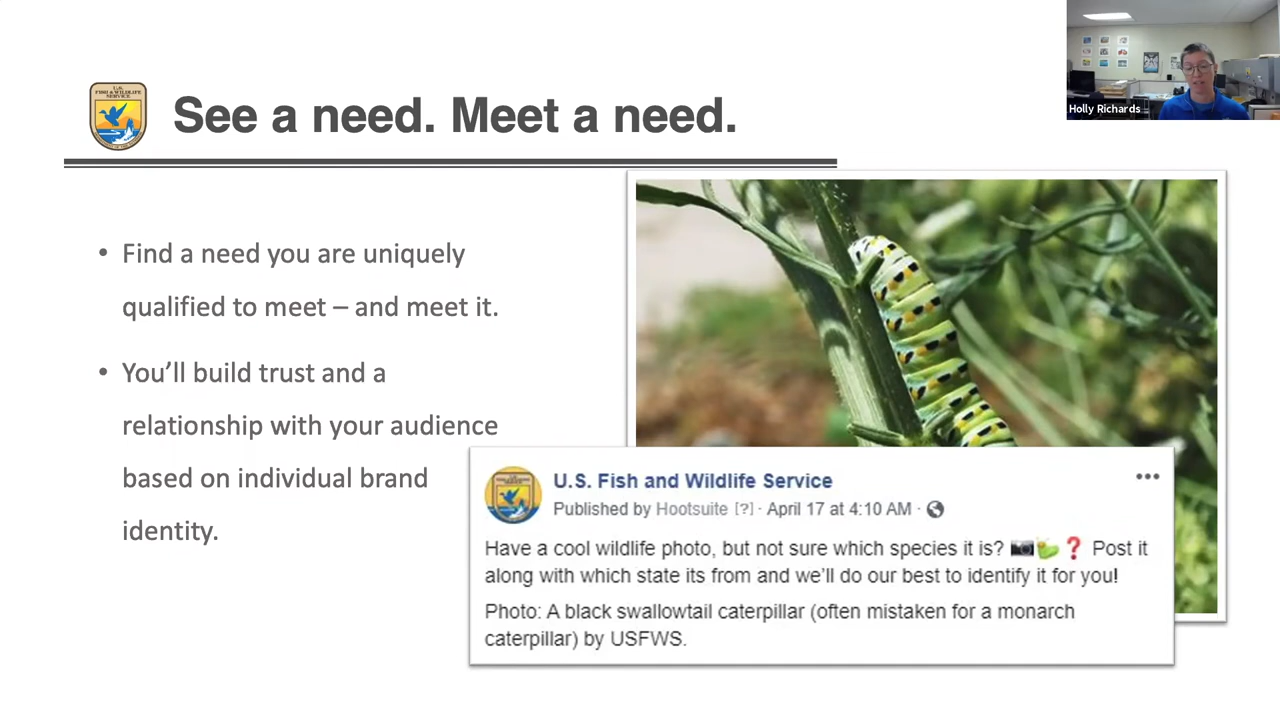 Holly Richards
U.S.
FISH & WILDLIFE
SERVICE
See a need. Meet a need.
• Find a need you are uniquely
qualified to meet – and meet it.
• You’ll build trust and a
relationship with your audience
based on individual brand
identity.
U.S. Fish and Wildlife Service
Published by Hootsuite [?] · April 17 at 4:10 AM ·
Have a cool wildlife photo, but not sure which species it is? 📷🐛❓ Post it
along with which state its from and we’ll do our best to identify it for you!
Photo: A black swallowtail caterpillar (often mistaken for a monarch
caterpillar) by USFWS.